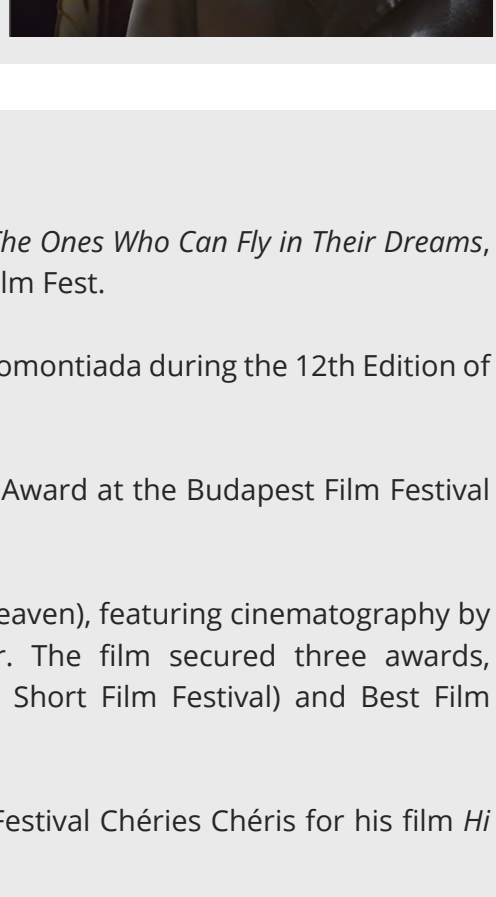 The Ones Who Can Fly in Their Dreams,
lm Fest.
omontiada during the 12th Edition of
Award at the Budapest Film Festival
eaven), featuring cinematography by
r. The film secured three awards,
Short Film Festival) and Best Film
Festival Chéries Chéris for his film Hi